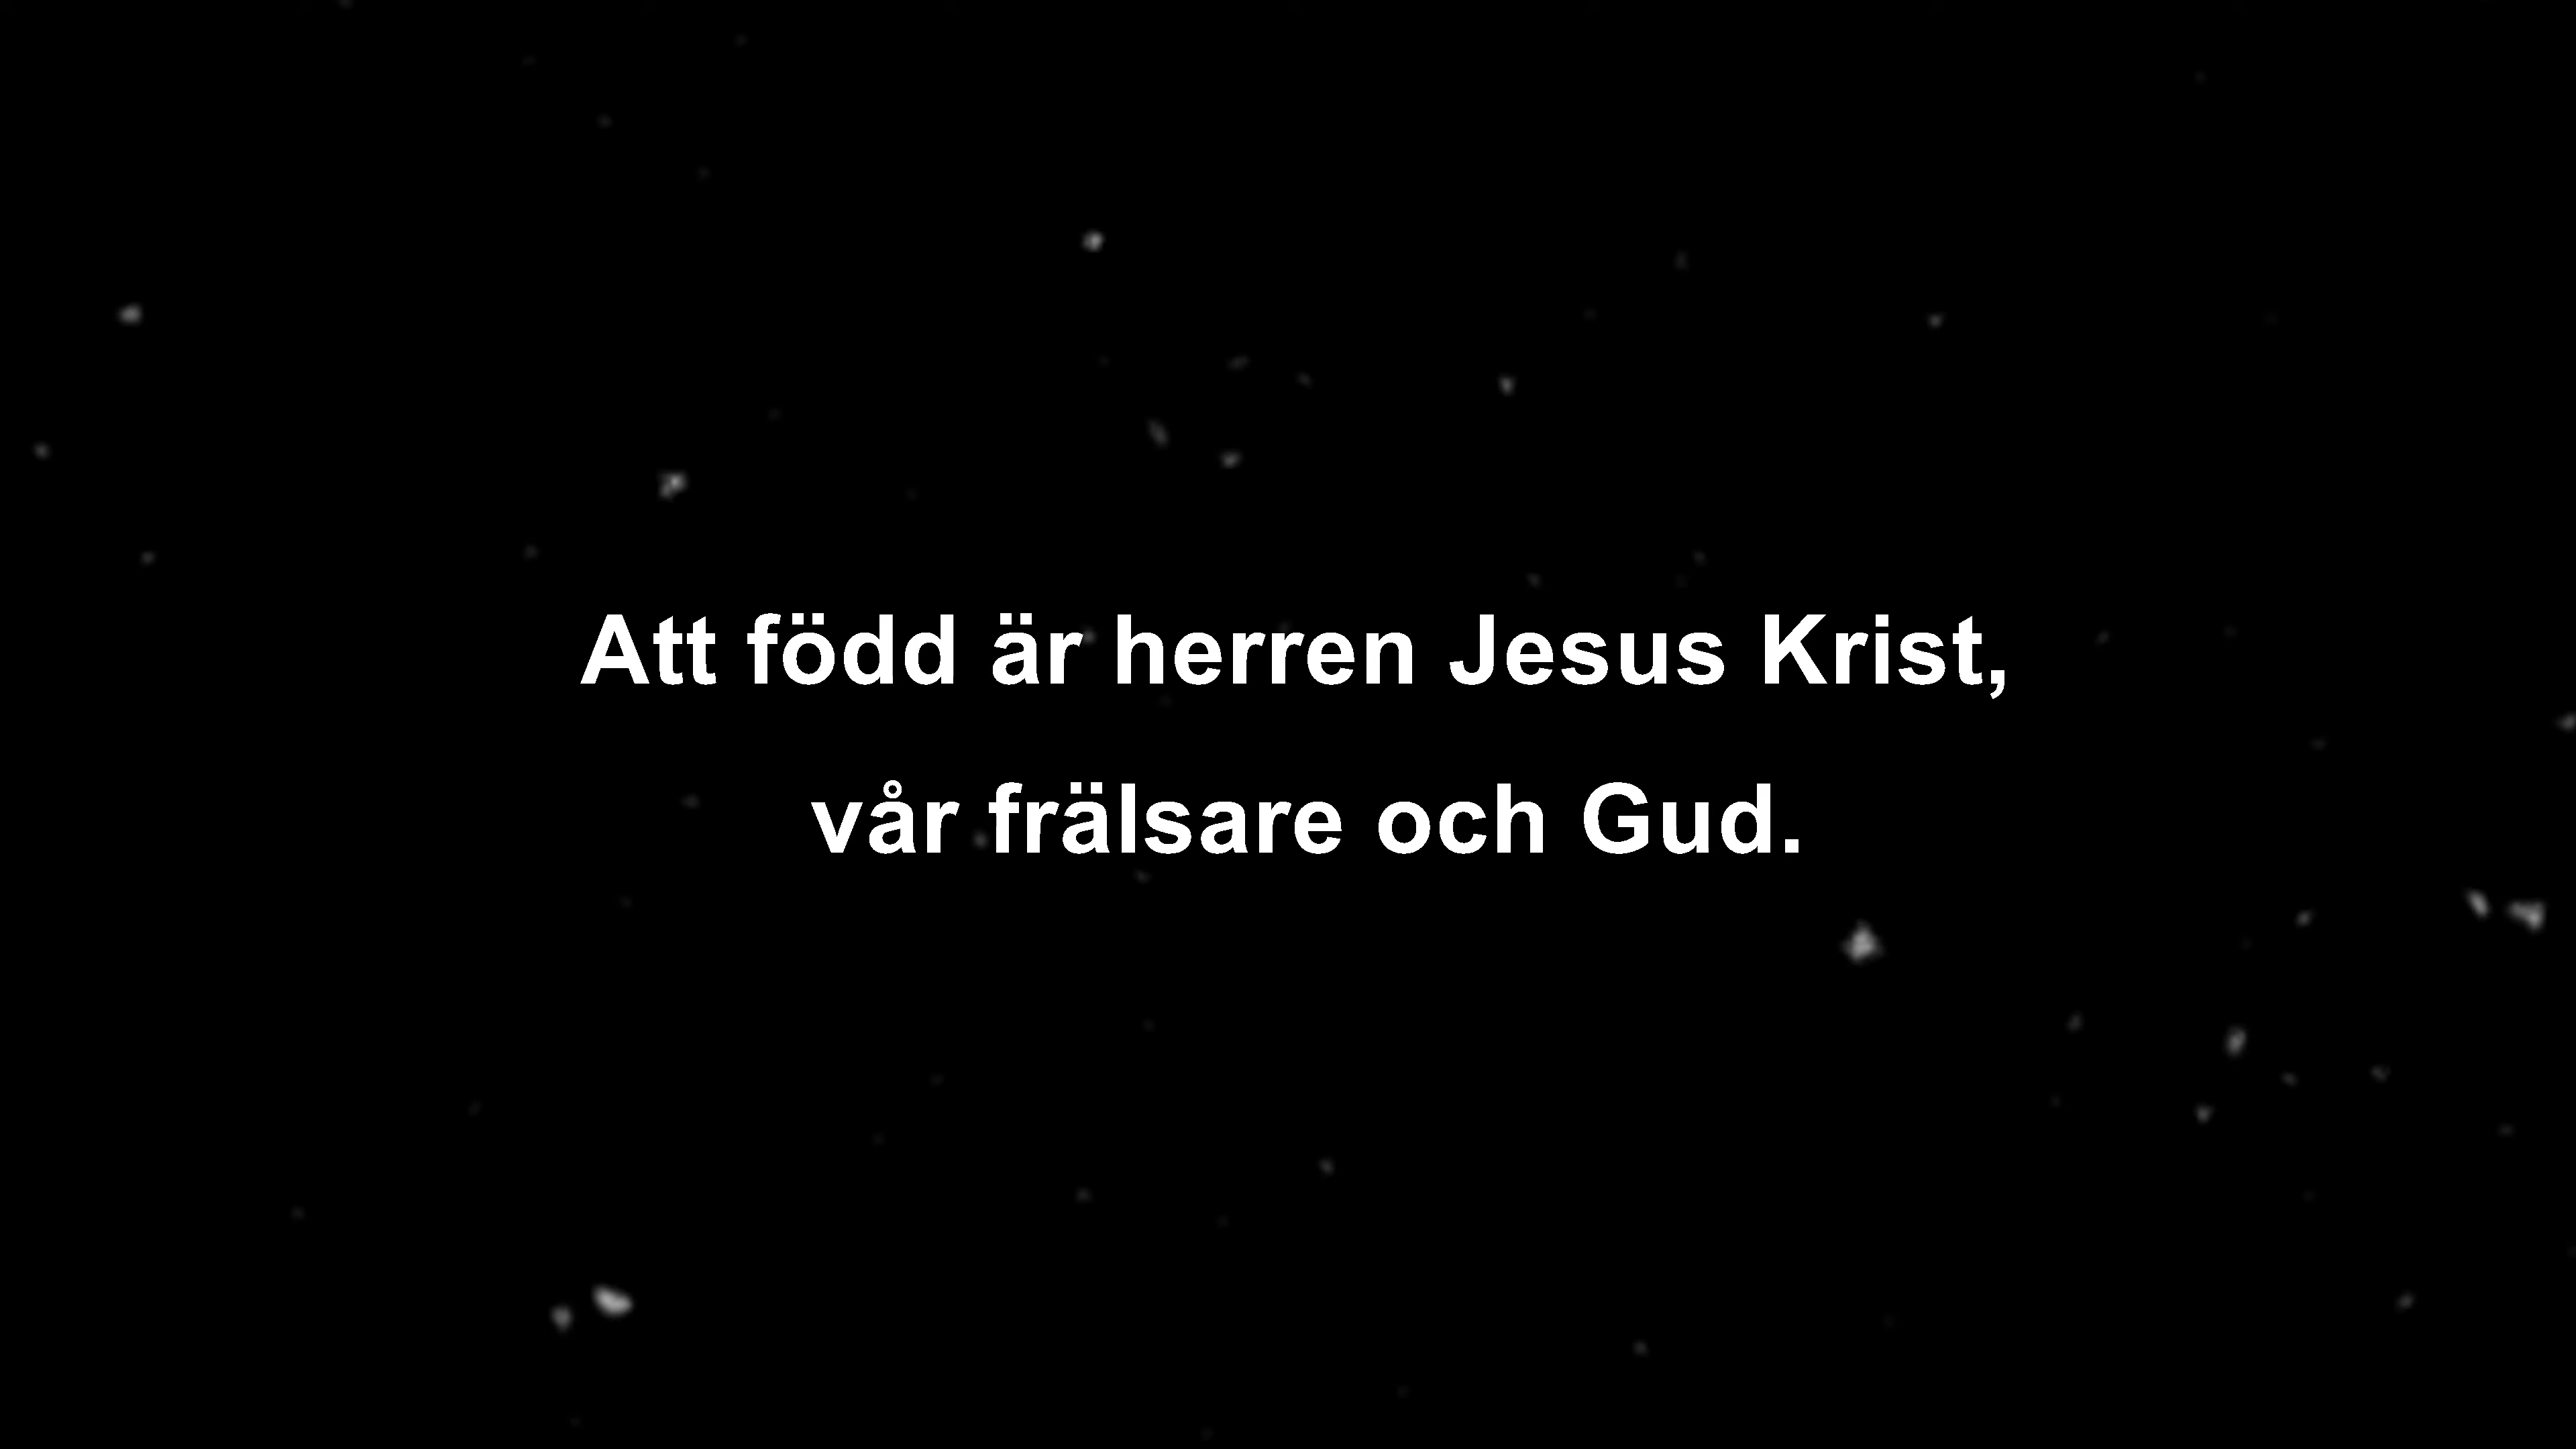 Att född är herren Jesus Krist,
vår frälsare och Gud.